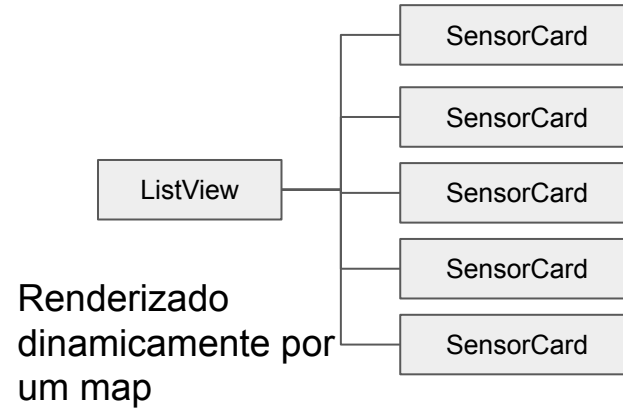 SensorCard
SensorCard
ListView
SensorCard
SensorCard
SensorCard
Renderizado
dinamicamente por
um map